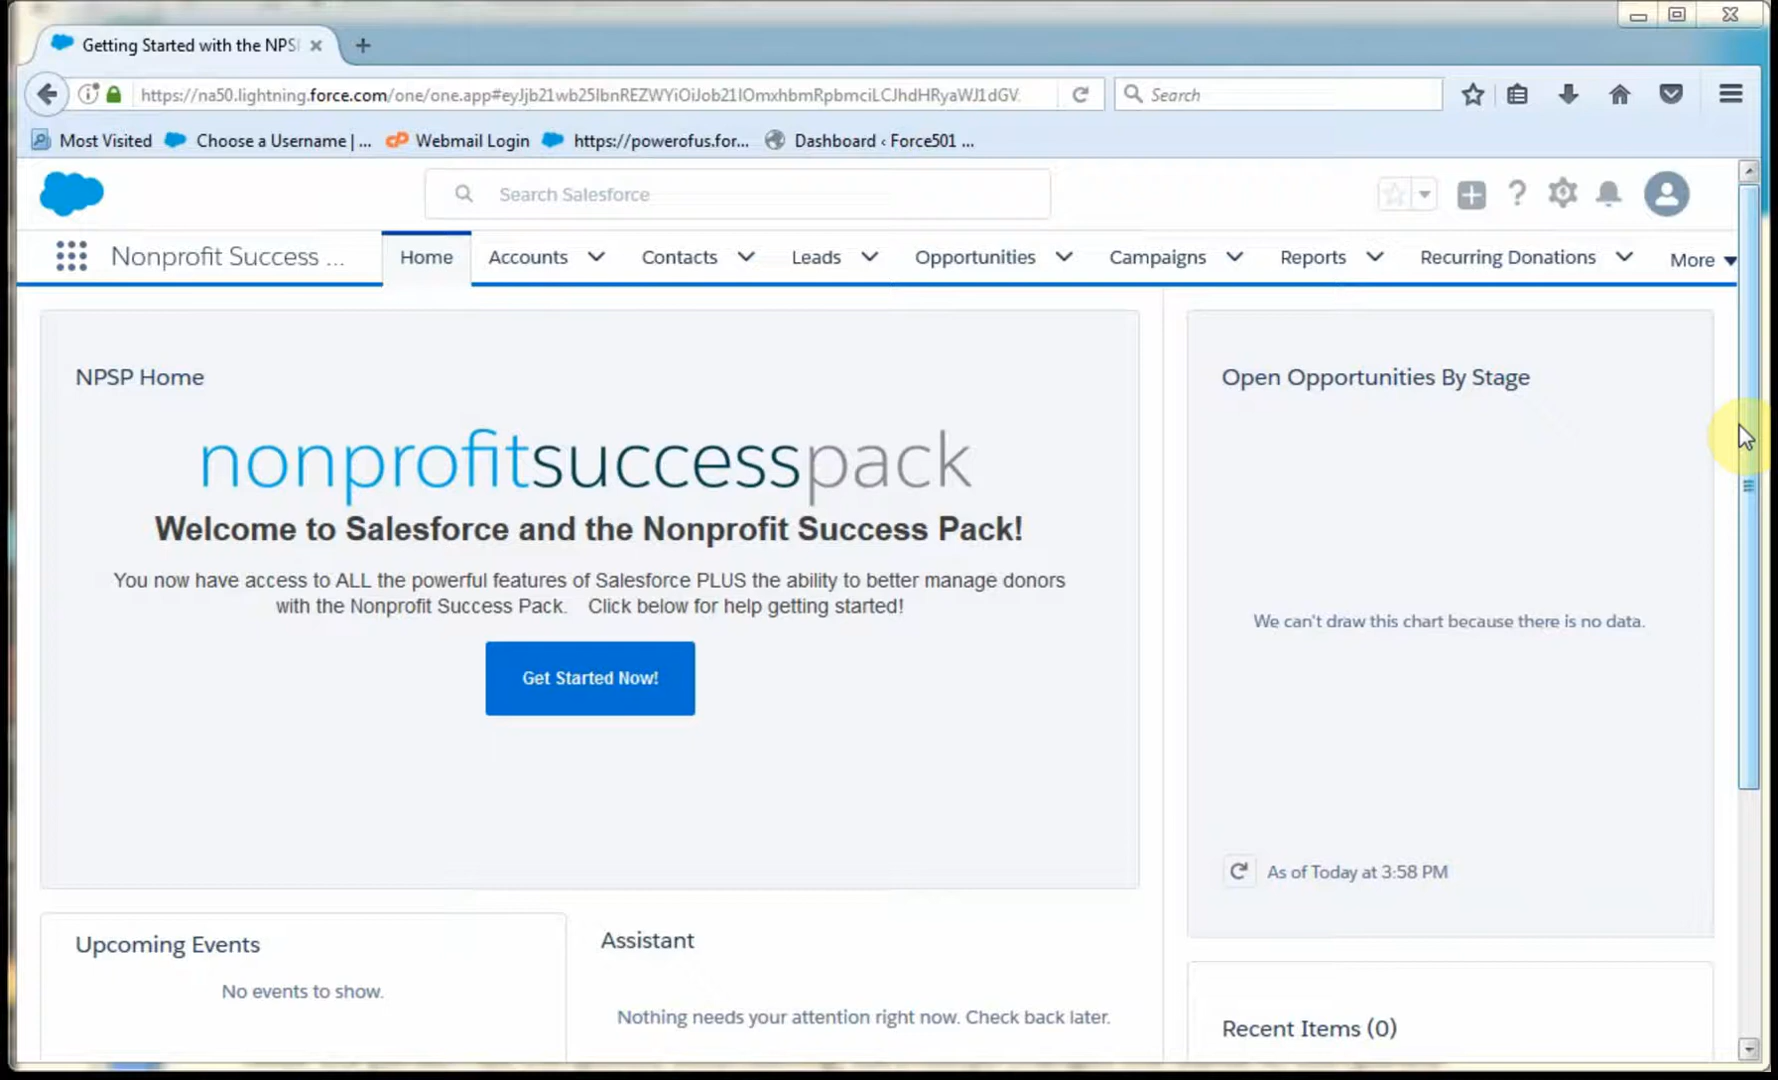 Getting Started with the NPS
https://na50.lightning.force.com/one/one.app#eyJjb21wb25lbnREZWYiOiJob21lOmxhbmRpbmciLCJhdHRyaWJ1dGV
Search
Most Visited
Choose a Username | ...
Webmail Login
https://powerofus.for...
Dashboard ‹ Force501 ...
Search Salesforce
Nonprofit Success ...
Home
Accounts
Contacts
Leads
Opportunities
Campaigns
Reports
Recurring Donations
More
NPSP Home
nonprofitsuccesspack
Welcome to Salesforce and the Nonprofit Success Pack!
You now have access to ALL the powerful features of Salesforce PLUS the ability to better manage donors
with the Nonprofit Success Pack. Click below for help getting started!
Get Started Now!
Open Opportunities By Stage
We can't draw this chart because there is no data.
As of Today at 3:58 PM
Upcoming Events
No events to show.
Assistant
Nothing needs your attention right now. Check back later.
Recent Items (0)